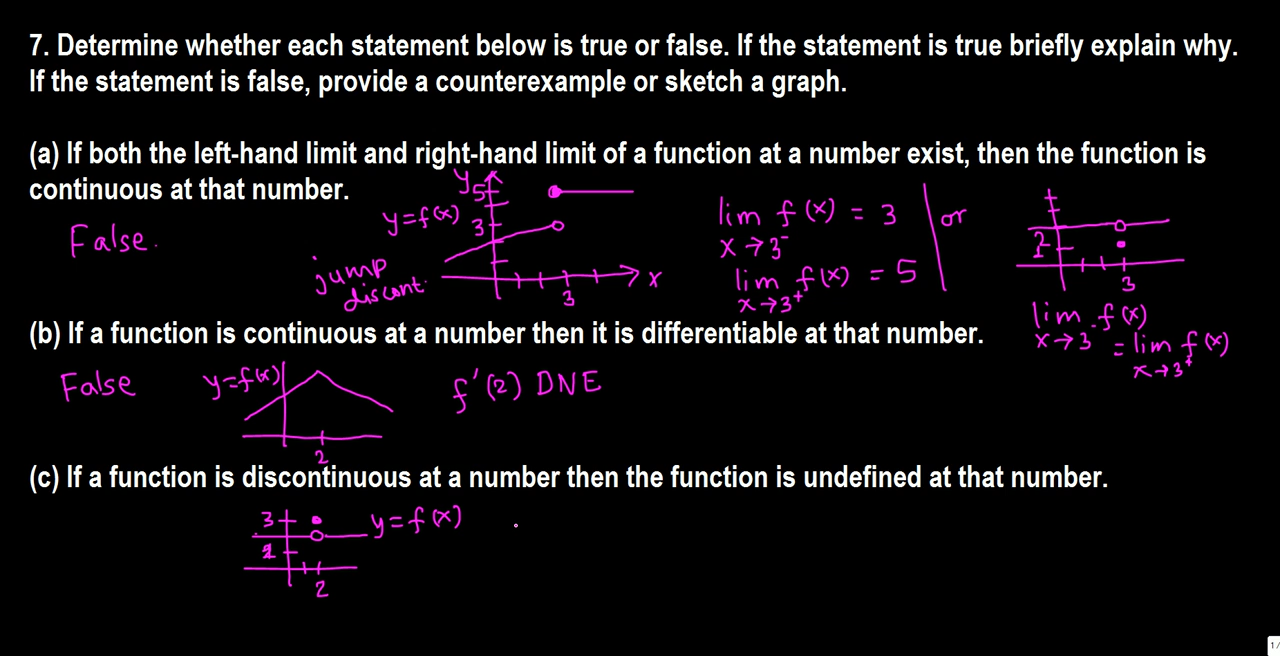 7. Determine whether each statement below is true or false. If the statement is true briefly explain why.
If the statement is false, provide a counterexample or sketch a graph.
(a) If both the left-hand limit and right-hand limit of a function at a number exist, then the function is
continuous at that number.
False.
y=f(x)
jump
discont.
y
5
3
3
x
lim f(x) = 3
x→3⁻
lim f(x) = 5
x→3⁺
or
2
1
3
lim f(x)
x→3⁻ = lim f(x)
x→3⁺
(b) If a function is continuous at a number then it is differentiable at that number.
False
y=f(x)
2
f'(2) DNE
(c) If a function is discontinuous at a number then the function is undefined at that number.
3
y=f(x)
2